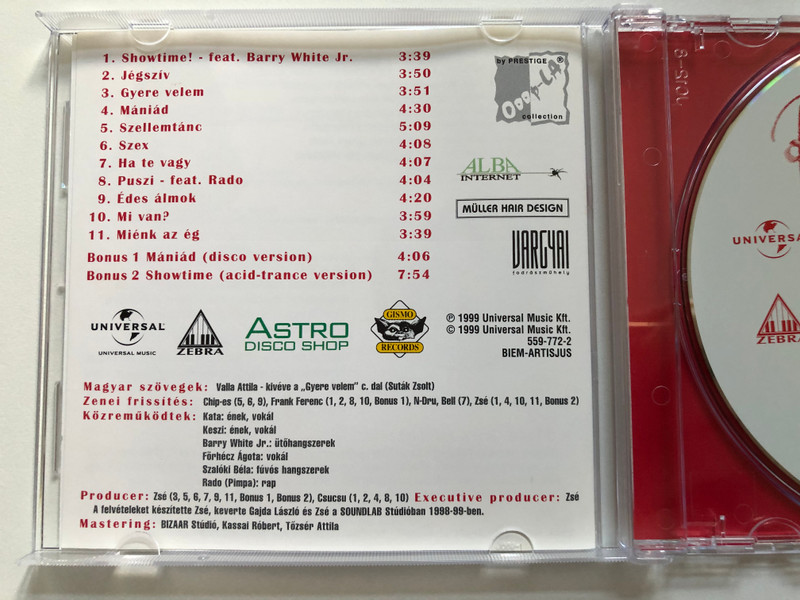 1. Showtime! - feat. Barry White Jr. 3:39
2. Jégszív 3:50
3. Gyere velem 3:51
4. Mániád 4:30
5. Szellemtánc 5:09
6. Szex 4:08
7. Ha te vagy 4:07
8. Puszi - feat. Rado 4:04
9. Édes álmok 4:20
10. Mi van? 3:59
11. Miénk az ég 3:39
Bonus 1 Mániád (disco version) 4:06
Bonus 2 Showtime (acid-trance version) 7:54
by PRESTIGE ®
Ooop-LA!
collection
ALBA
INTERNET
MÜLLER HAIR DESIGN
VARGYAI
fodrászműhely
UNIVERSAL
UNIVERSAL MUSIC
ZEBRA
ASTRO
DISCO SHOP
GISMO
RECORDS
℗ 1999 Universal Music Kft.
© 1999 Universal Music Kft.
559-772-2
BIEM-ARTISJUS
Magyar szövegek: Valla Attila - kivéve a „Gyere velem” c. dal (Suták Zsolt)
Zenei frissítés: Chip-es (5, 6, 9), Frank Ferenc (1, 2, 8, 10, Bonus 1), N-Dru, Bell (7), Zsé (1, 4, 10, 11, Bonus 2)
Közreműködtek: Kata: ének, vokál
Keszi: ének, vokál
Barry White Jr.: ütőhangszerek
Förhécz Ágota: vokál
Szalóki Béla: fúvós hangszerek
Rado (Pimpa): rap
Producer: Zsé (3, 5, 6, 7, 9, 11, Bonus 1, Bonus 2), Csucsu (1, 2, 4, 8, 10) Executive producer: Zsé
A felvételeket készítette Zsé, keverte Gajda László és Zsé a SOUNDLAB Stúdióban 1998-99-ben.
Mastering: BIZAAR Stúdió, Kassai Róbert, Tőzsér Attila
UNIVERSAL
ZEBRA